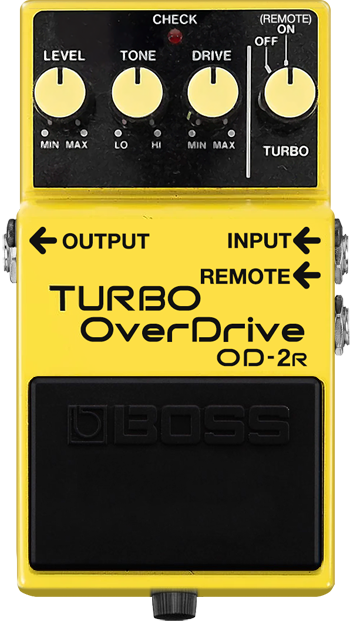 CHECK
(REMOTE)
ON
OFF
LEVEL
TONE
DRIVE
MIN MAX
LO HI
MIN MAX
TURBO
OUTPUT
INPUT
REMOTE
TURBO
OverDrive
OD-2R
BOSS